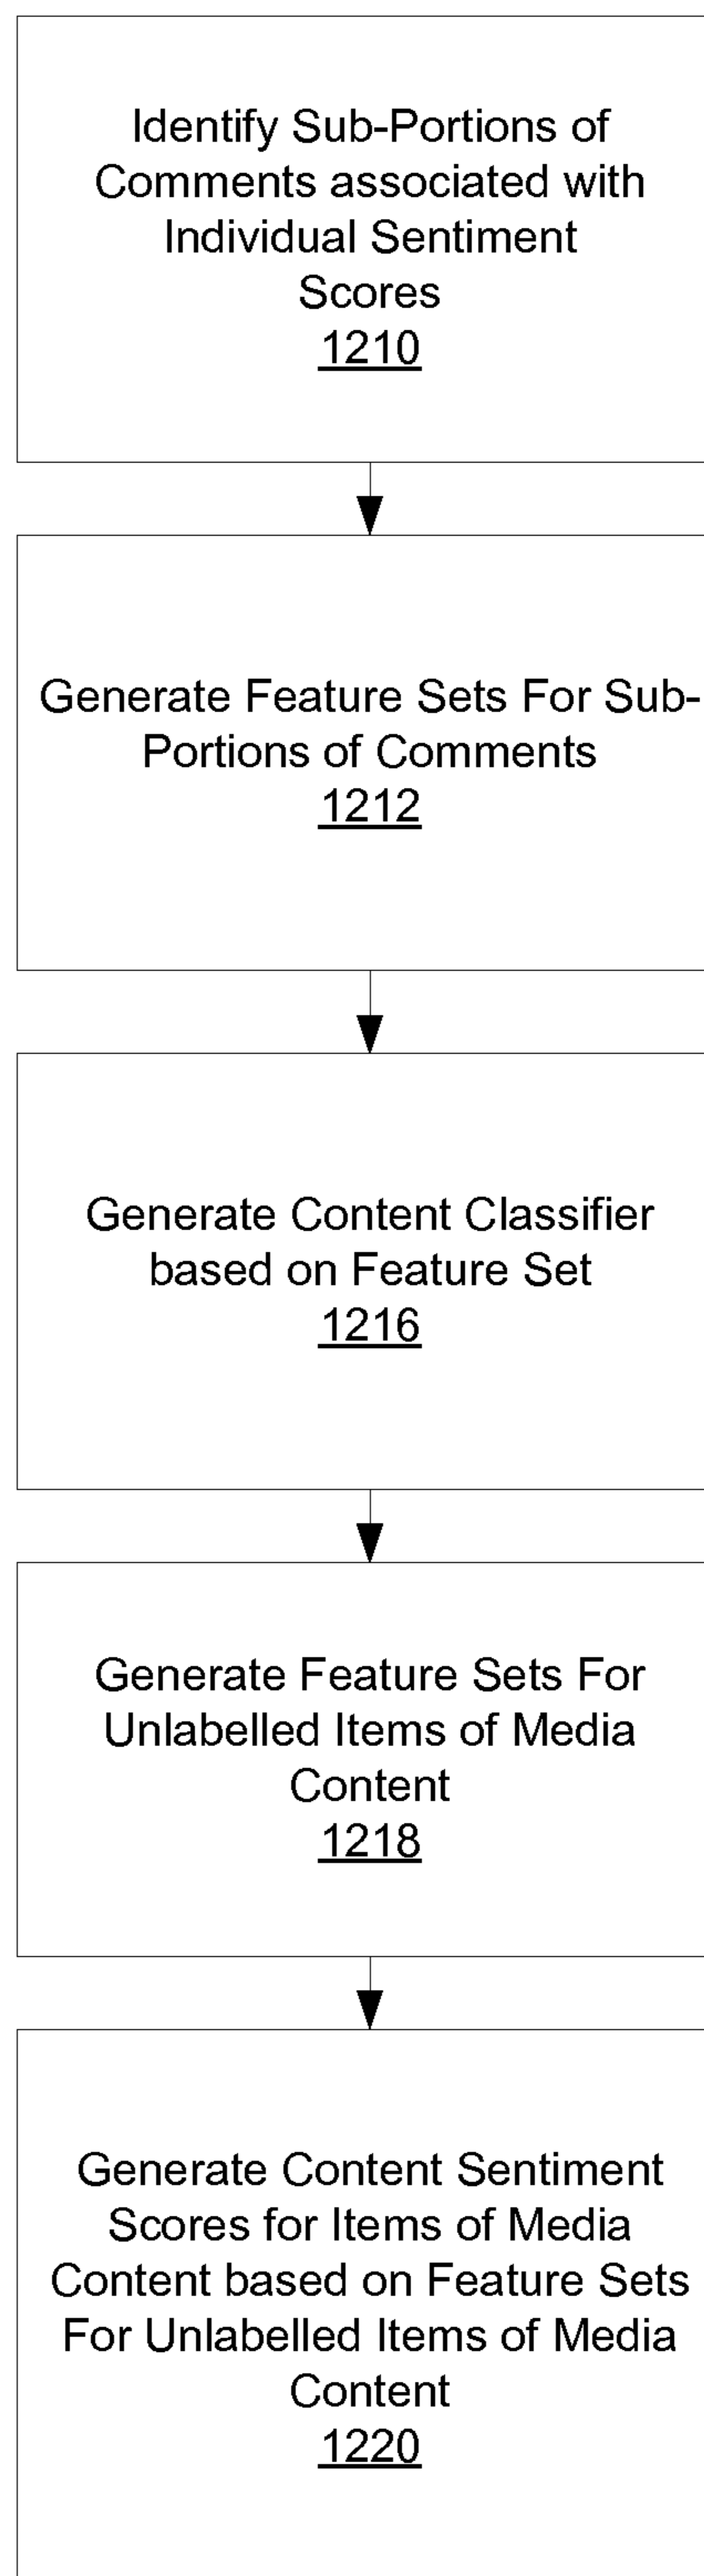 Identify Sub-Portions of
Comments associated with
Individual Sentiment
Scores
1210
Generate Feature Sets For Sub-
Portions of Comments
1212
Generate Content Classifier
based on Feature Set
1216
Generate Feature Sets For
Unlabelled Items of Media
Content
1218
Generate Content Sentiment
Scores for Items of Media
Content based on Feature Sets
For Unlabelled Items of Media
Content
1220